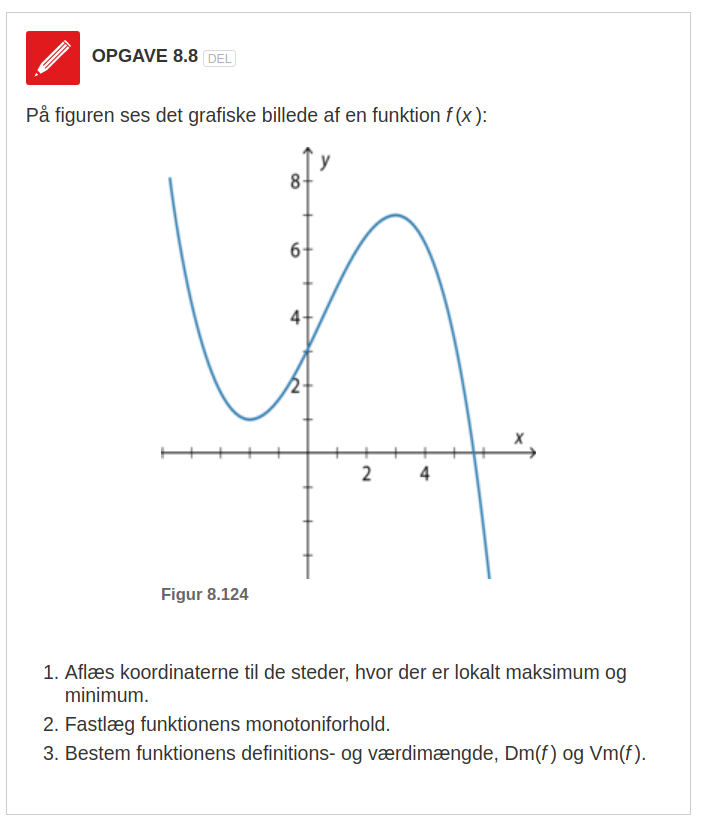 OPGAVE 8.8 DEL
På figuren ses det grafiske billede af en funktion f(x):
y
8
6
4
2
x
2 4
Figur 8.124
1. Aflæs koordinaterne til de steder, hvor der er lokalt maksimum og
minimum.
2. Fastlæg funktionens monotoniforhold.
3. Bestem funktionens definitions- og værdimængde, Dm(f) og Vm(f).